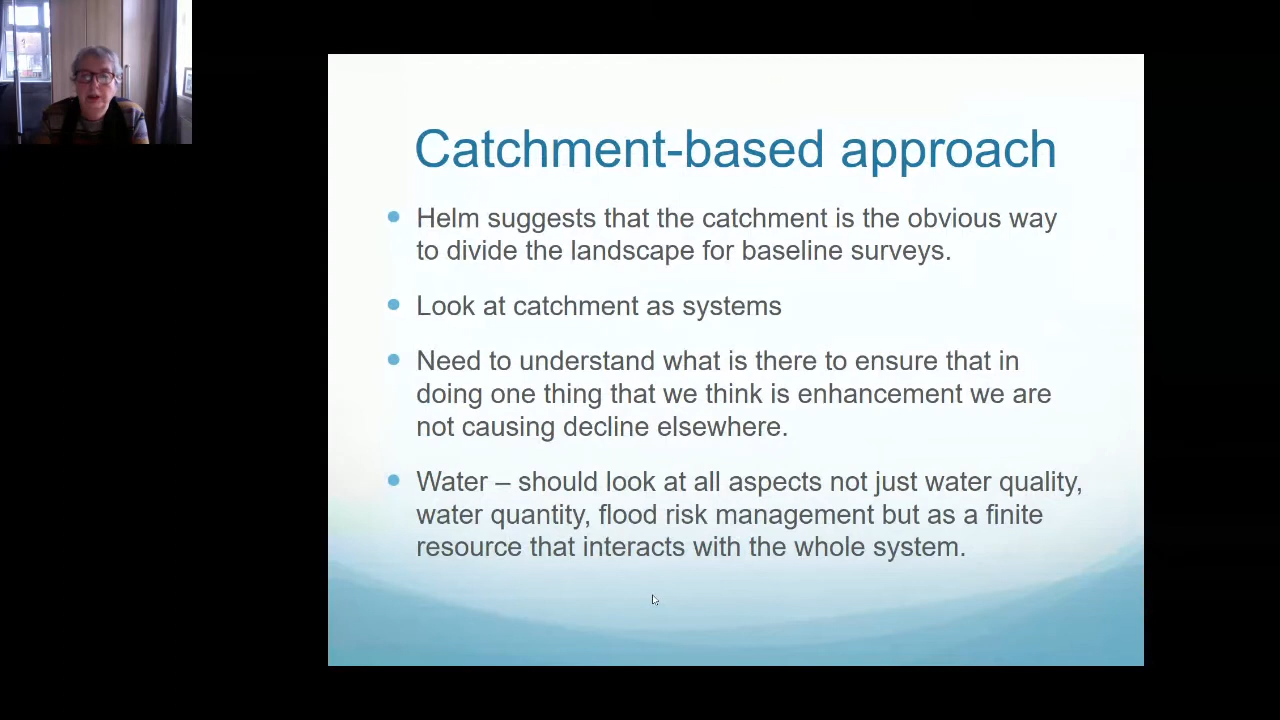 Catchment-based approach
Helm suggests that the catchment is the obvious way
to divide the landscape for baseline surveys.
Look at catchment as systems
Need to understand what is there to ensure that in
doing one thing that we think is enhancement we are
not causing decline elsewhere.
Water – should look at all aspects not just water quality,
water quantity, flood risk management but as a finite
resource that interacts with the whole system.